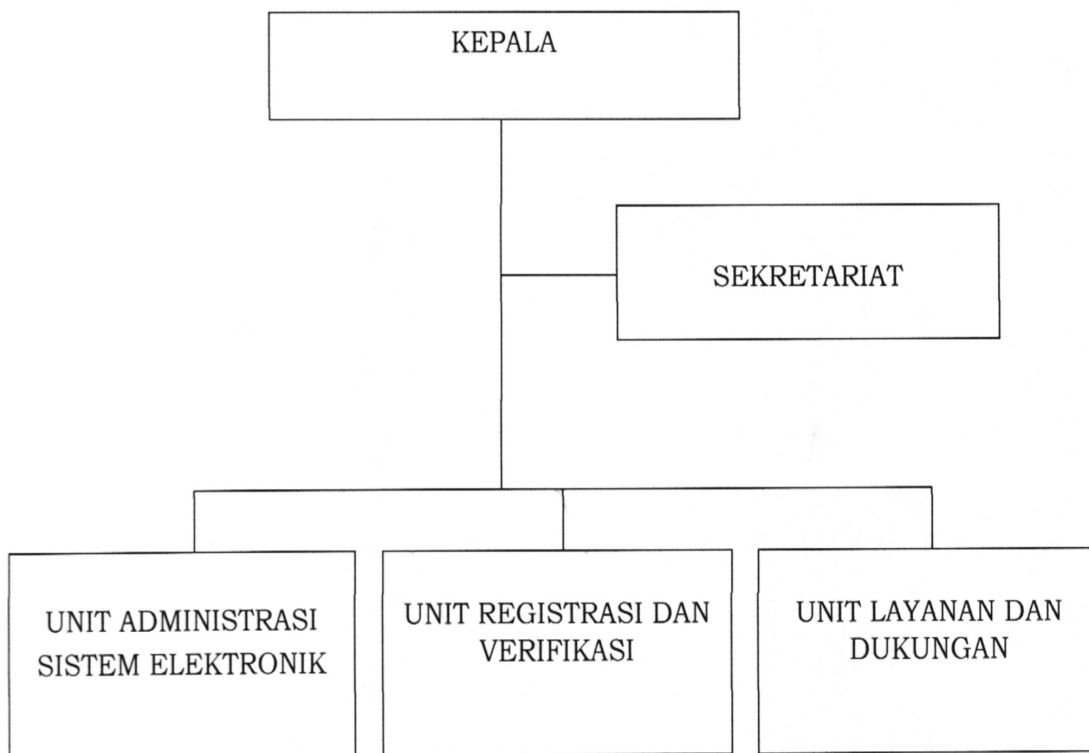 KEPALA
SEKRETARIAT
UNIT ADMINISTRASI
SISTEM ELEKTRONIK
UNIT REGISTRASI DAN
VERIFIKASI
UNIT LAYANAN DAN
DUKUNGAN